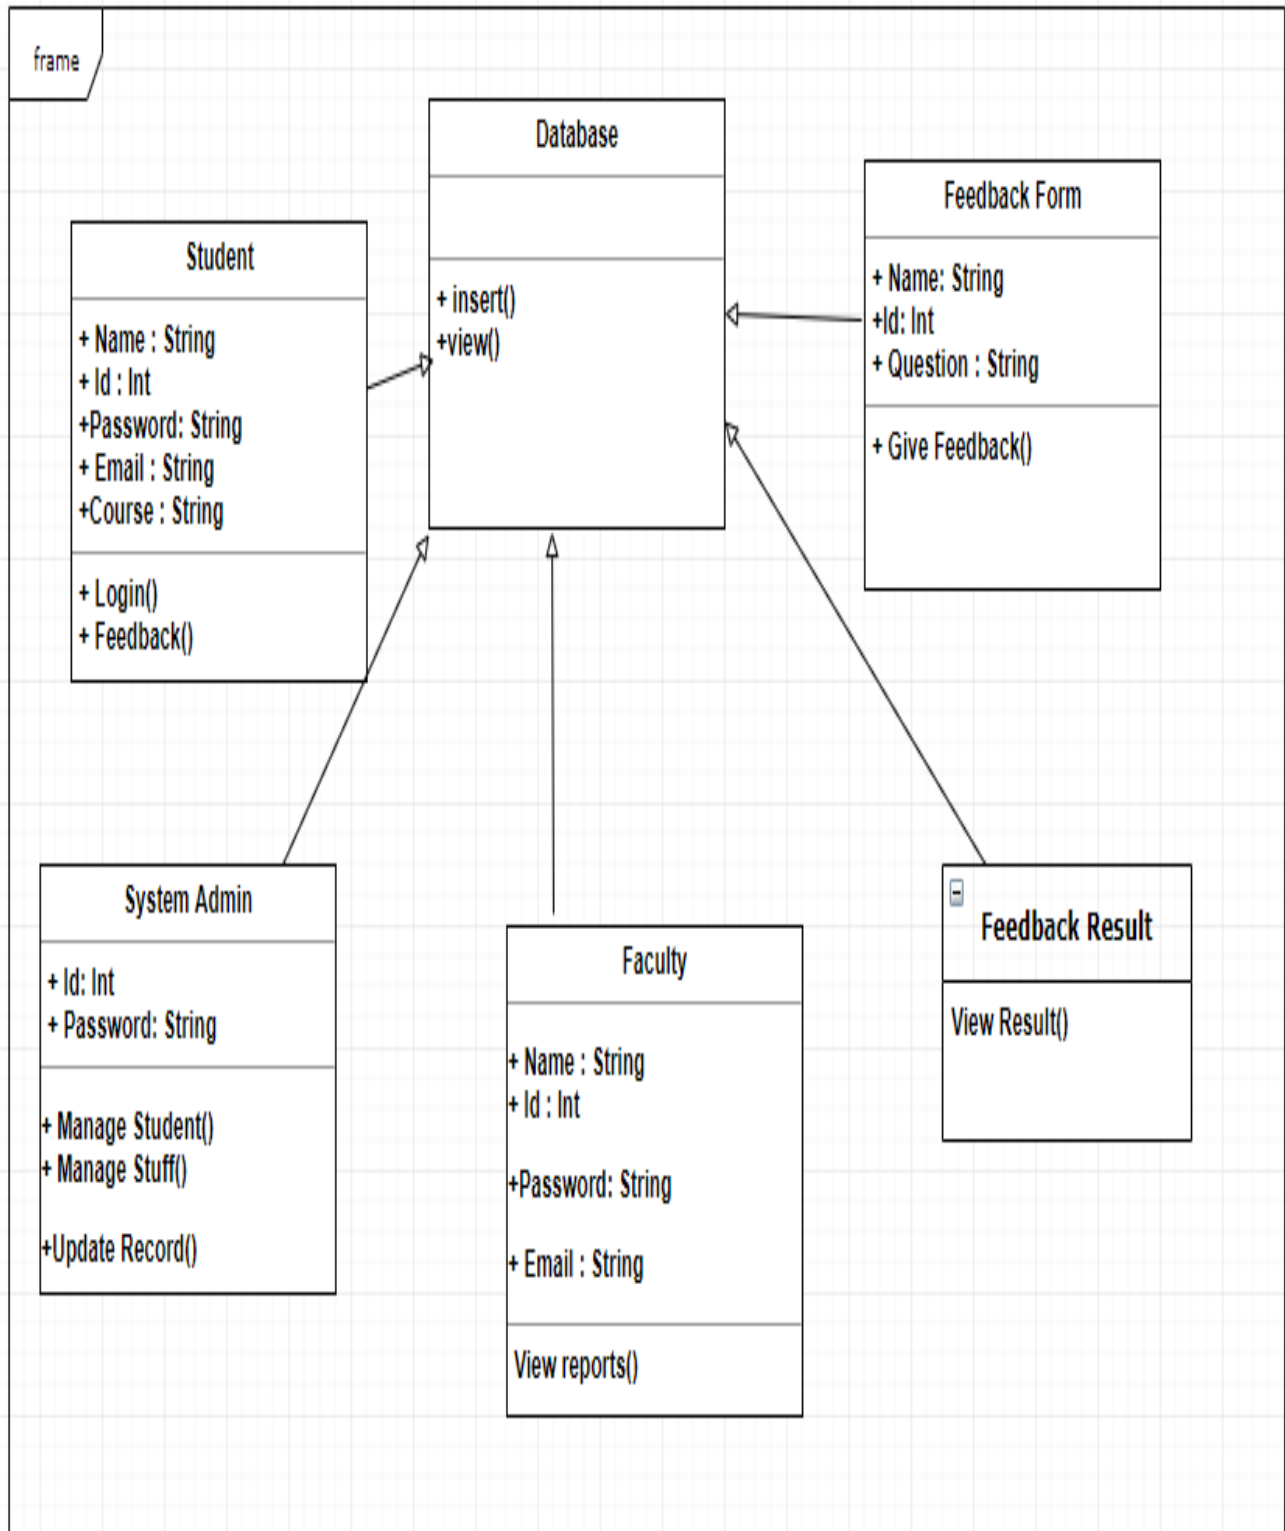 frame
Database
+ insert()
+view()
Feedback Form
+ Name: String
+Id: Int
+ Question : String
+ Give Feedback()
Student
+ Name : String
+ Id : Int
+Password: String
+ Email : String
+Course : String
+ Login()
+ Feedback()
System Admin
+ Id: Int
+ Password: String
+ Manage Student()
+ Manage Stuff()
+Update Record()
Faculty
+ Name : String
+ Id : Int
+Password: String
+ Email : String
View reports()
Feedback Result
View Result()